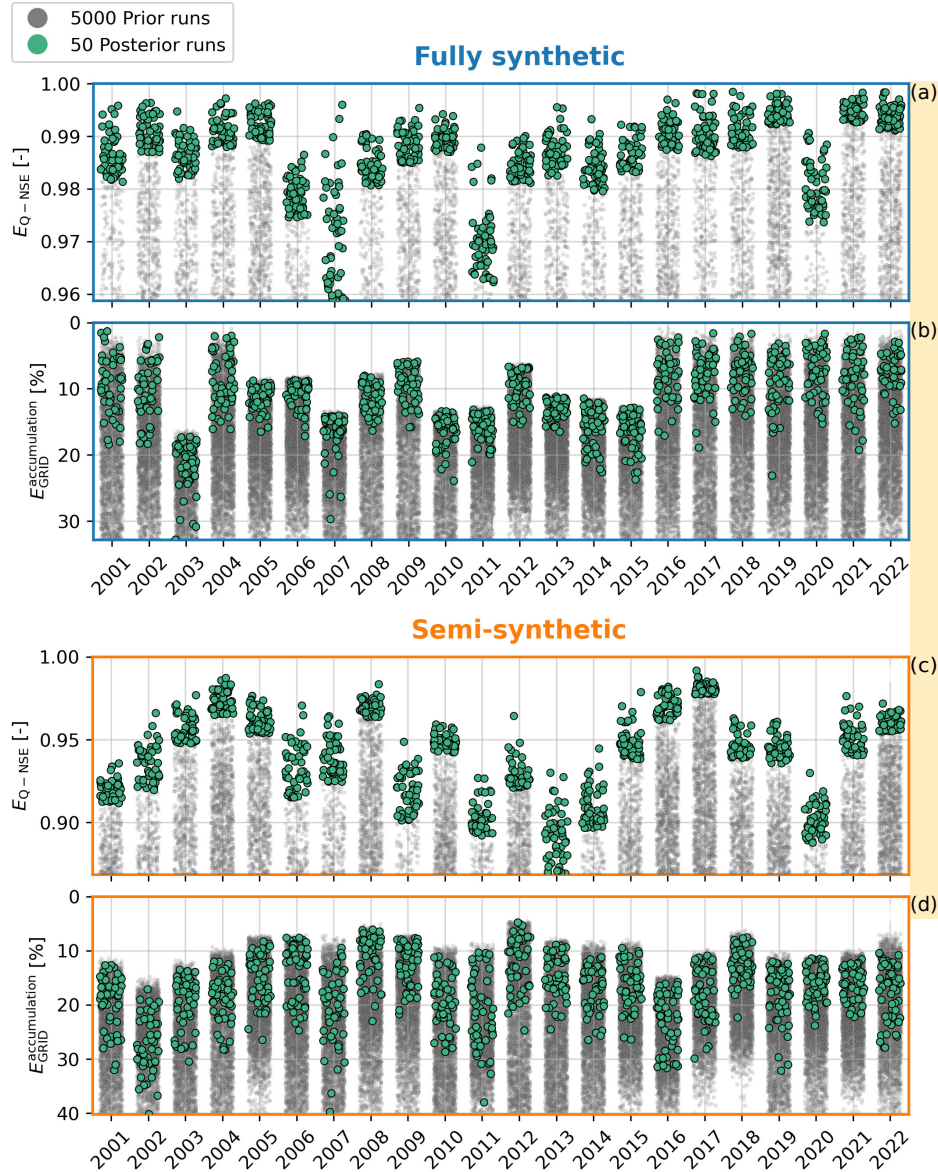 5000 Prior runs
50 Posterior runs
Fully synthetic
(a)
1.00
0.99
0.98
0.97
0.96
E_Q−NSE [-]
(b)
0
10
20
30
E_GRID^accumulation [%]
2001 2002 2003 2004 2005 2006 2007 2008 2009 2010 2011 2012 2013 2014 2015 2016 2017 2018 2019 2020 2021 2022
Semi-synthetic
(c)
1.00
0.95
0.90
E_Q−NSE [-]
(d)
0
10
20
30
40
E_GRID^accumulation [%]
2001 2002 2003 2004 2005 2006 2007 2008 2009 2010 2011 2012 2013 2014 2015 2016 2017 2018 2019 2020 2021 2022